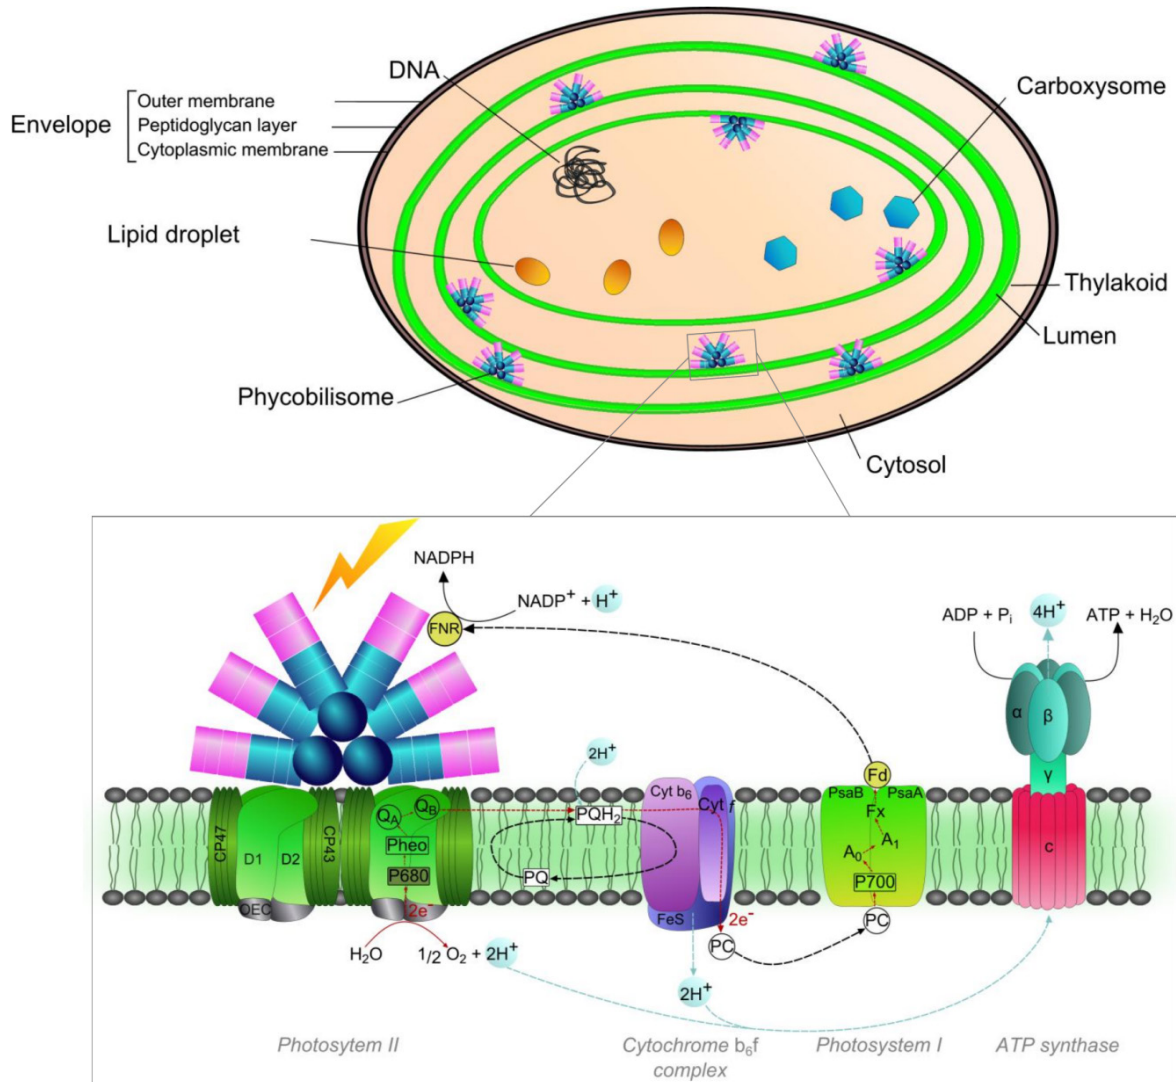 DNA
Carboxysome
Envelope
Outer membrane
Peptidoglycan layer
Cytoplasmic membrane
Lipid droplet
Thylakoid
Lumen
Phycobilisome
Cytosol
NADPH
NADP⁺ + H⁺
FNR
ADP + Pᵢ
4H⁺
ATP + H₂O
α
β
γ
2H⁺
Fd
Cyt b₆
Cyt f
PsaB
PsaA
Fx
Q_A
Q_B
PQH₂
CP47
D1
D2
CP43
Pheo
A₁
A₀
c
P680
PQ
P700
OEC
2e⁻
FeS
2e⁻
PC
PC
H₂O
1/2 O₂ + 2H⁺
2H⁺
Photosytem II
Cytochrome b₆f
complex
Photosystem I
ATP synthase